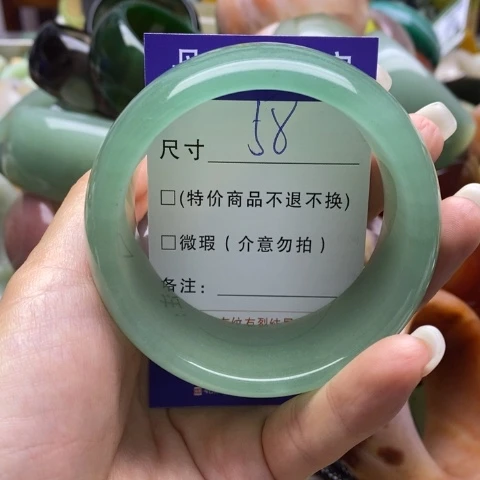 尺寸 58
□(特价商品不退不换)
□微瑕(介意勿拍)
备注: